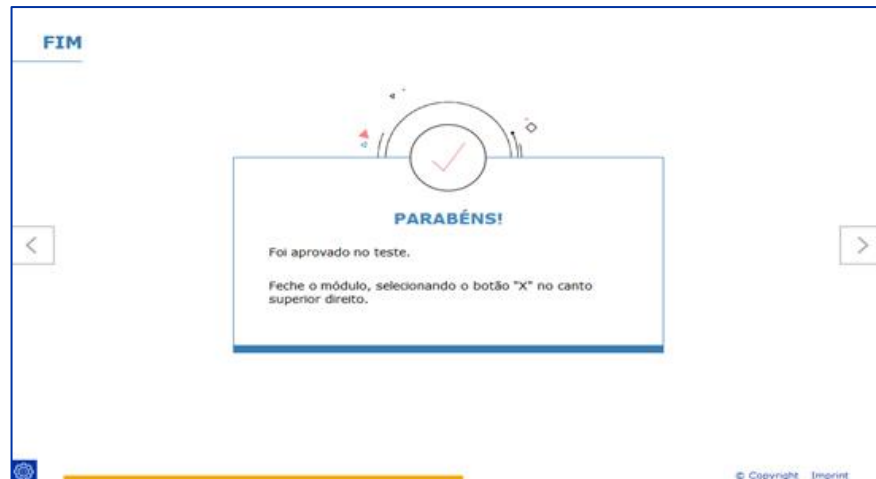 FIM
PARABÉNS!
Foi aprovado no teste.
Feche o módulo, selecionando o botão "X" no canto
superior direito.
© Copyright Imprint